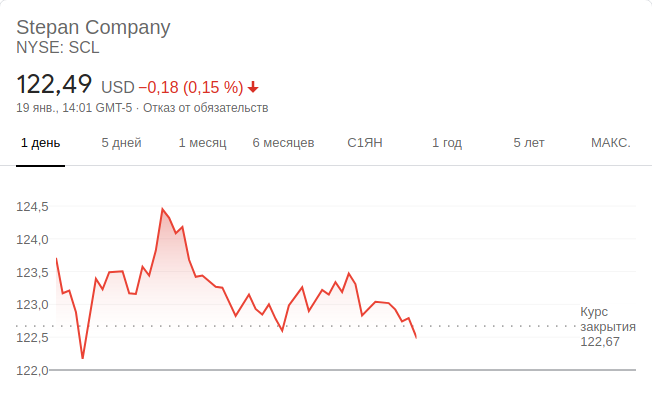 Stepan Company
NYSE: SCL
122,49 USD −0,18 (0,15 %)
19 янв., 14:01 GMT-5 · Отказ от обязательств
1 день 5 дней 1 месяц 6 месяцев С1ЯН 1 год 5 лет МАКС.
124,5
124,0
123,5
123,0
122,5
122,0
Курс
закрытия
122,67